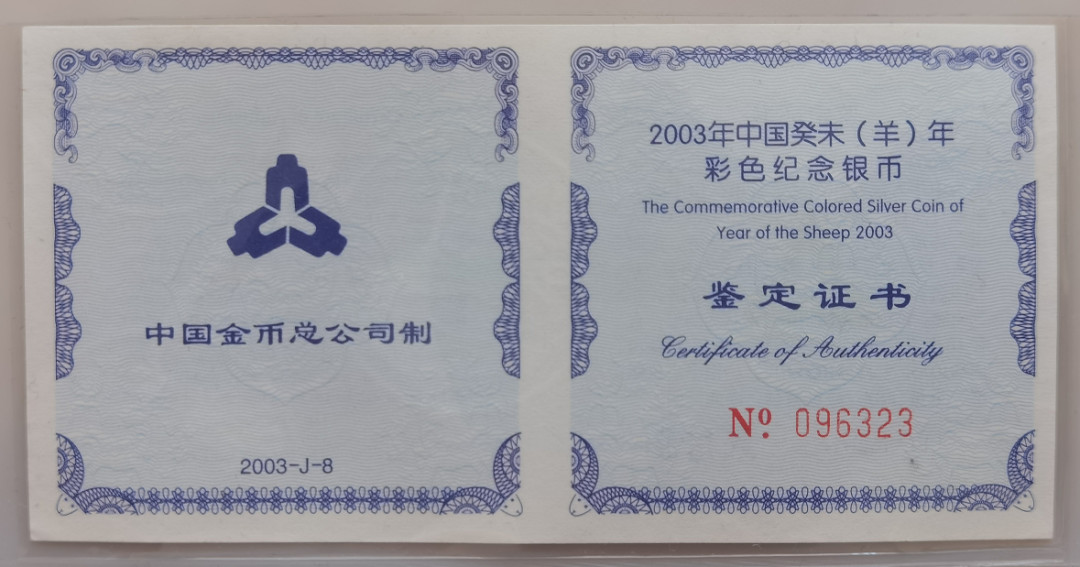 中国金币总公司制
2003-J-8
2003年中国癸未（羊）年
彩色纪念银币
The Commemorative Colored Silver Coin of
Year of the Sheep 2003
鉴定证书
Certificate of Authenticity
Nº 096323